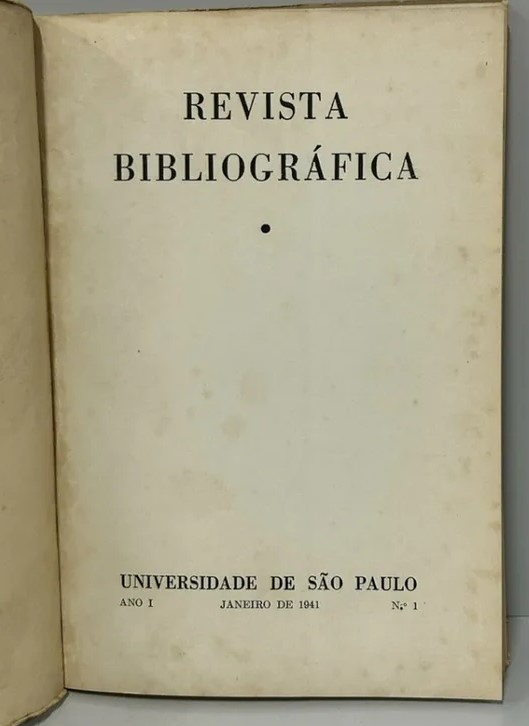 REVISTA
BIBLIOGRÁFICA
•
UNIVERSIDADE DE SÃO PAULO
ANO I JANEIRO DE 1941 N.º 1